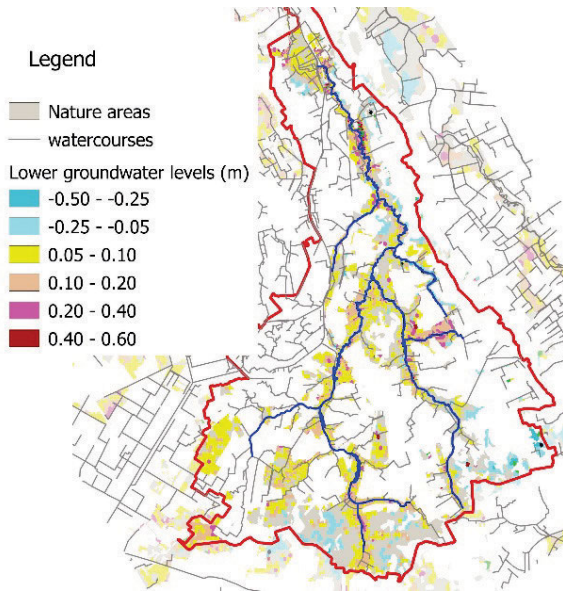 Legend
Nature areas
watercourses
Lower groundwater levels (m)
-0.50 - -0.25
-0.25 - -0.05
0.05 - 0.10
0.10 - 0.20
0.20 - 0.40
0.40 - 0.60